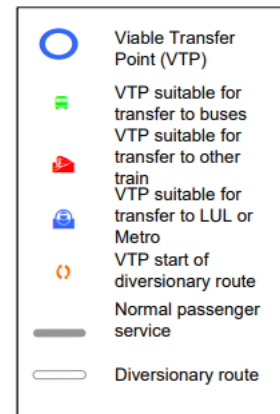 Viable Transfer
Point (VTP)
VTP suitable for
transfer to buses
VTP suitable for
transfer to other
train
VTP suitable for
transfer to LUL or
Metro
VTP start of
diversionary route
Normal passenger
service
Diversionary route